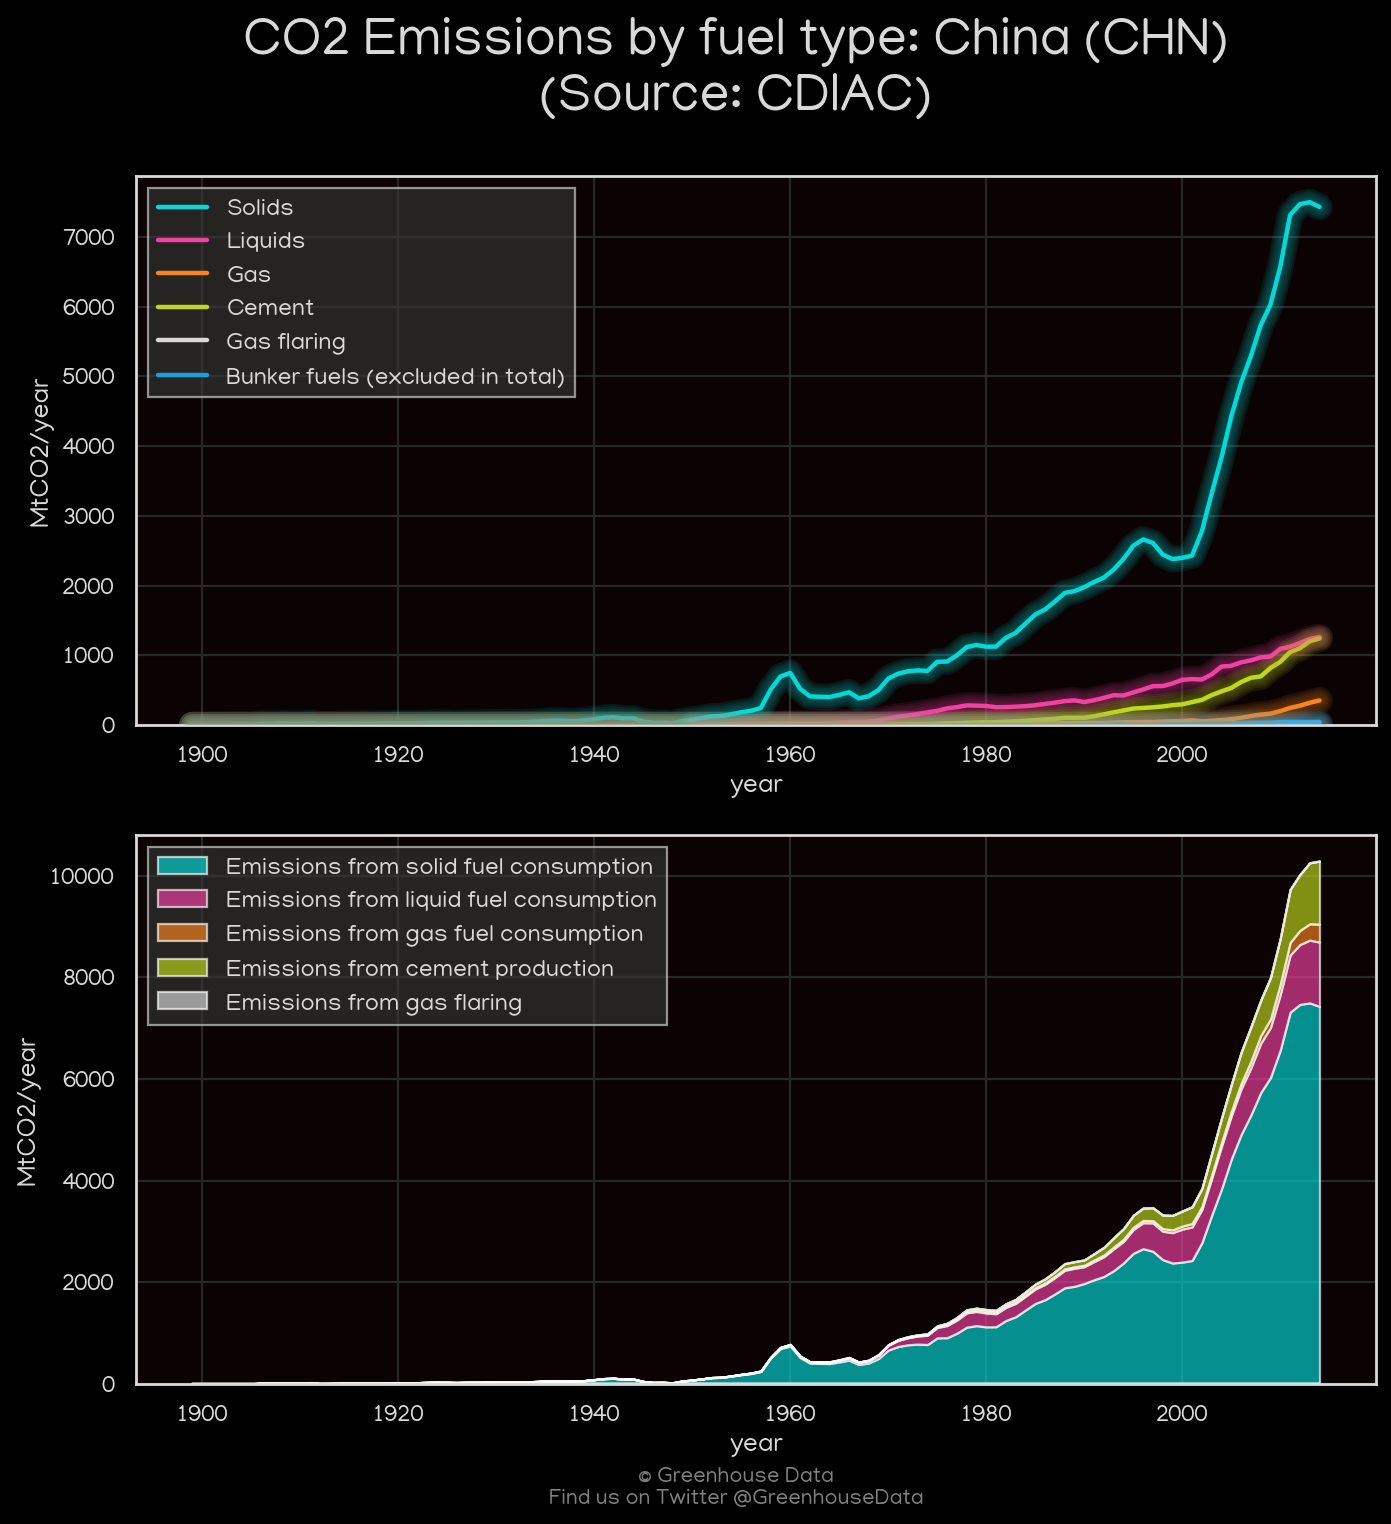 CO2 Emissions by fuel type: China (CHN)
(Source: CDIAC)
Solids
Liquids
Gas
Cement
Gas flaring
Bunker fuels (excluded in total)
7000
6000
5000
4000
3000
2000
1000
0
MtCO2/year
1900 1920 1940 1960 1980 2000
year
Emissions from solid fuel consumption
Emissions from liquid fuel consumption
Emissions from gas fuel consumption
Emissions from cement production
Emissions from gas flaring
10000
8000
6000
4000
2000
0
MtCO2/year
1900 1920 1940 1960 1980 2000
year
© Greenhouse Data
Find us on Twitter @GreenhouseData